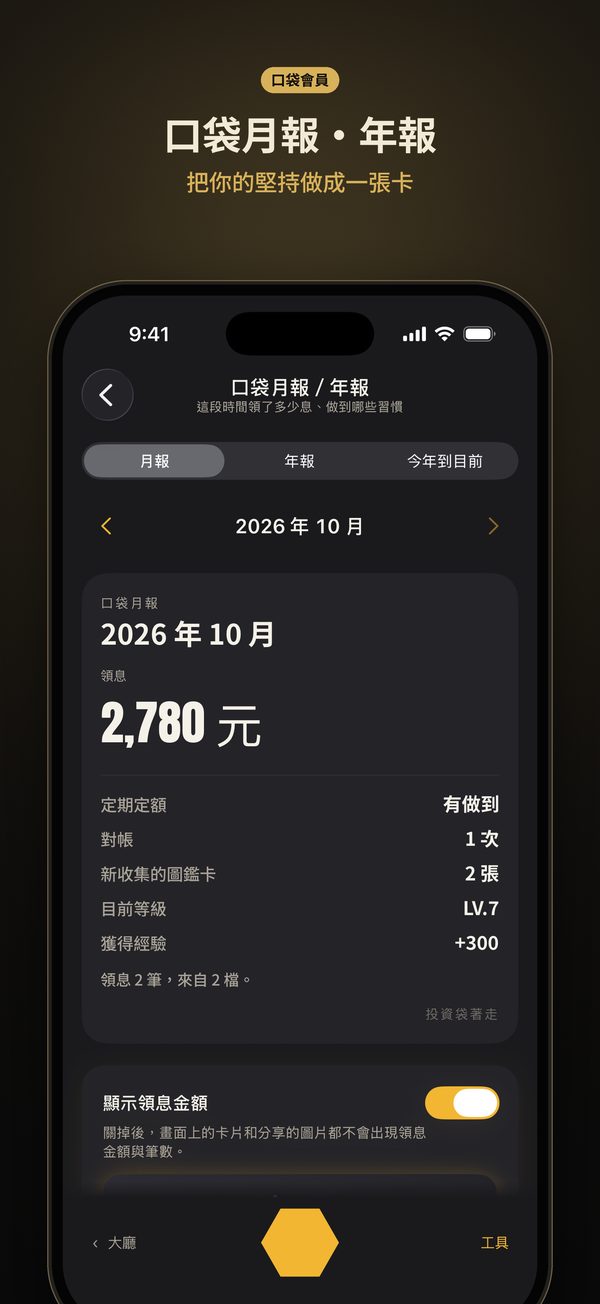 口袋會員
口袋月報・年報
把你的堅持做成一張卡
9:41
口袋月報 / 年報
這段時間領了多少息、做到哪些習慣
月報 年報 今年到目前
2026 年 10 月
口袋月報
2026 年 10 月
領息
2,780 元
定期定額 有做到
對帳 1 次
新收集的圖鑑卡 2 張
目前等級 LV.7
獲得經驗 +300
領息 2 筆，來自 2 檔。
投資袋著走
顯示領息金額
關掉後，畫面上的卡片和分享的圖片都不會出現領息
金額與筆數。
‹ 大廳 工具